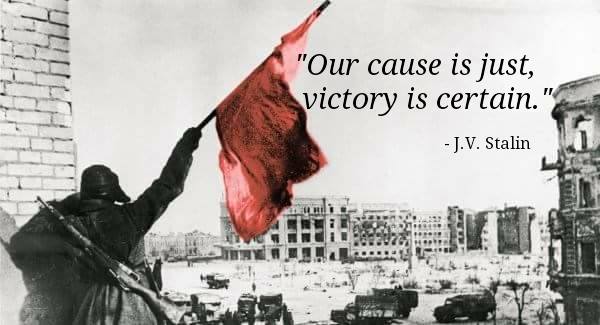 "Our cause is just,
victory is certain."
- J.V. Stalin